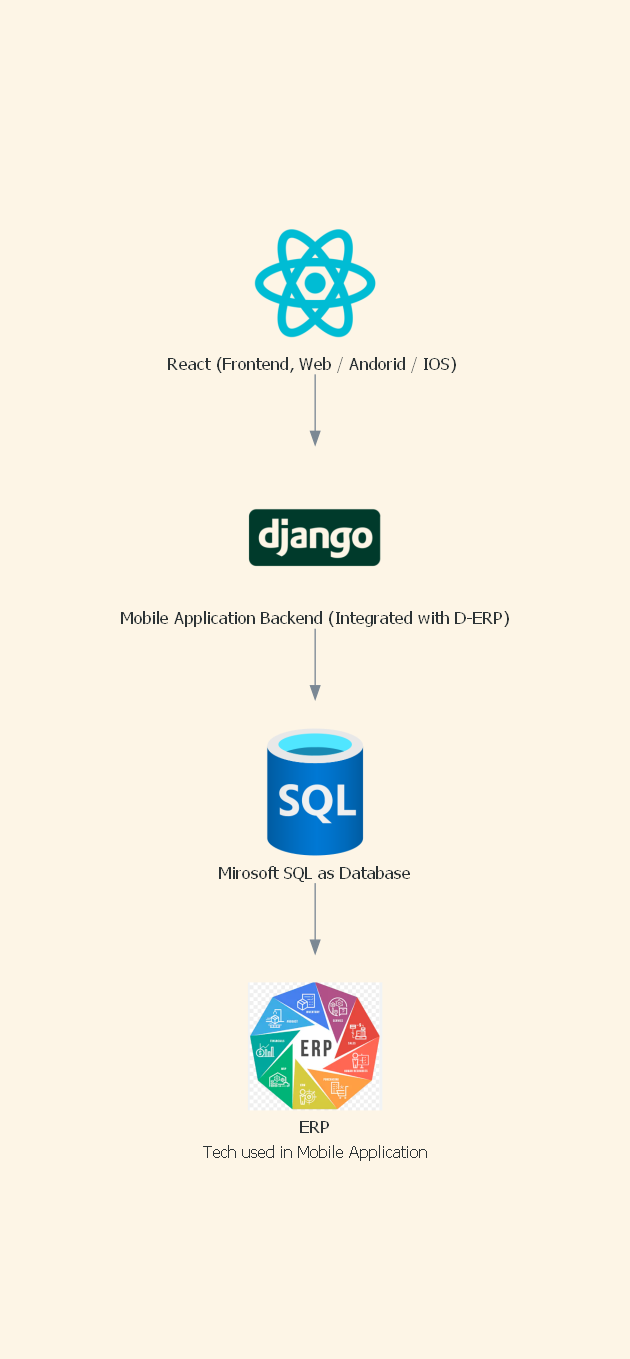 React (Frontend, Web / Andorid / IOS)
django
Mobile Application Backend (Integrated with D-ERP)
SQL
Mirosoft SQL as Database
ERP
ERP
Tech used in Mobile Application